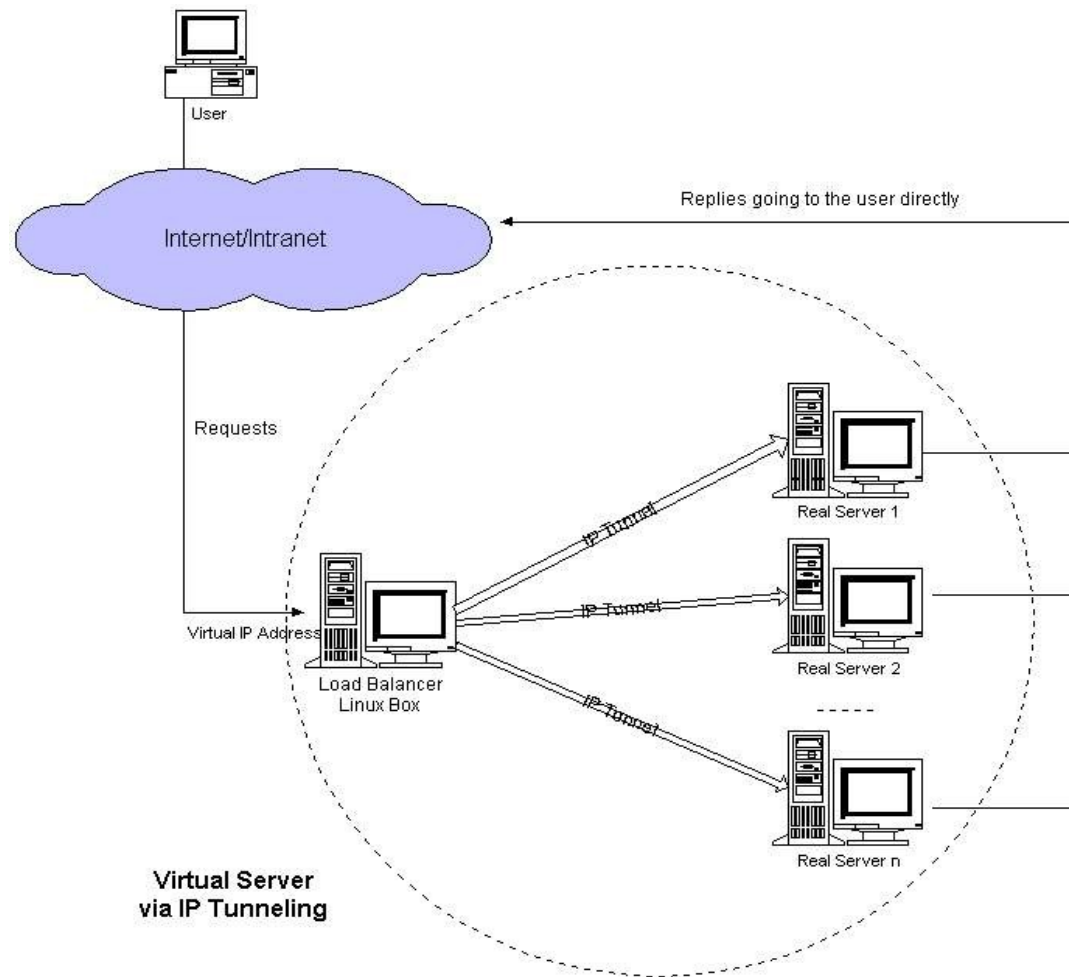 User
Internet/Intranet
Replies going to the user directly
Requests
Virtual IP Address
Load Balancer
Linux Box
IP Tunnel
IP Tunnel
IP Tunnel
Real Server 1
Real Server 2
Real Server n
Virtual Server
via IP Tunneling